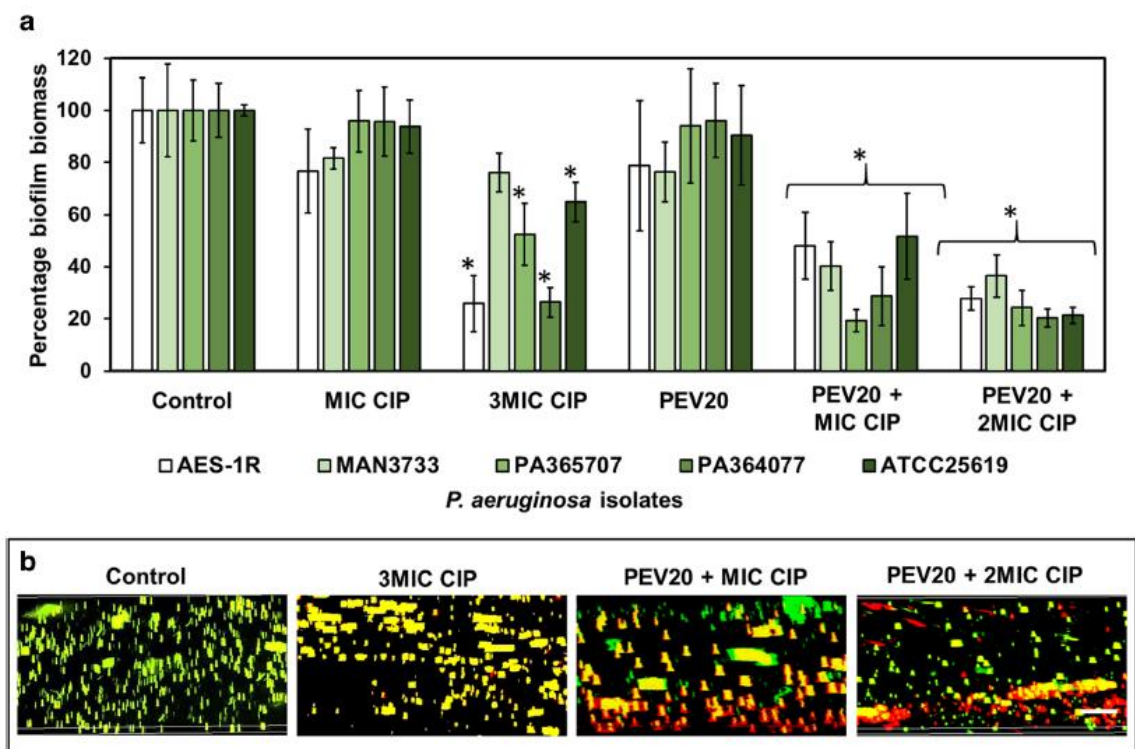 a
Percentage biofilm biomass
120
100
80
60
40
20
0
*
*
*
*
*
*
Control
MIC CIP
3MIC CIP
PEV20
PEV20 +
MIC CIP
PEV20 +
2MIC CIP
AES-1R
MAN3733
PA365707
PA364077
ATCC25619
P. aeruginosa isolates
b
Control
3MIC CIP
PEV20 + MIC CIP
PEV20 + 2MIC CIP